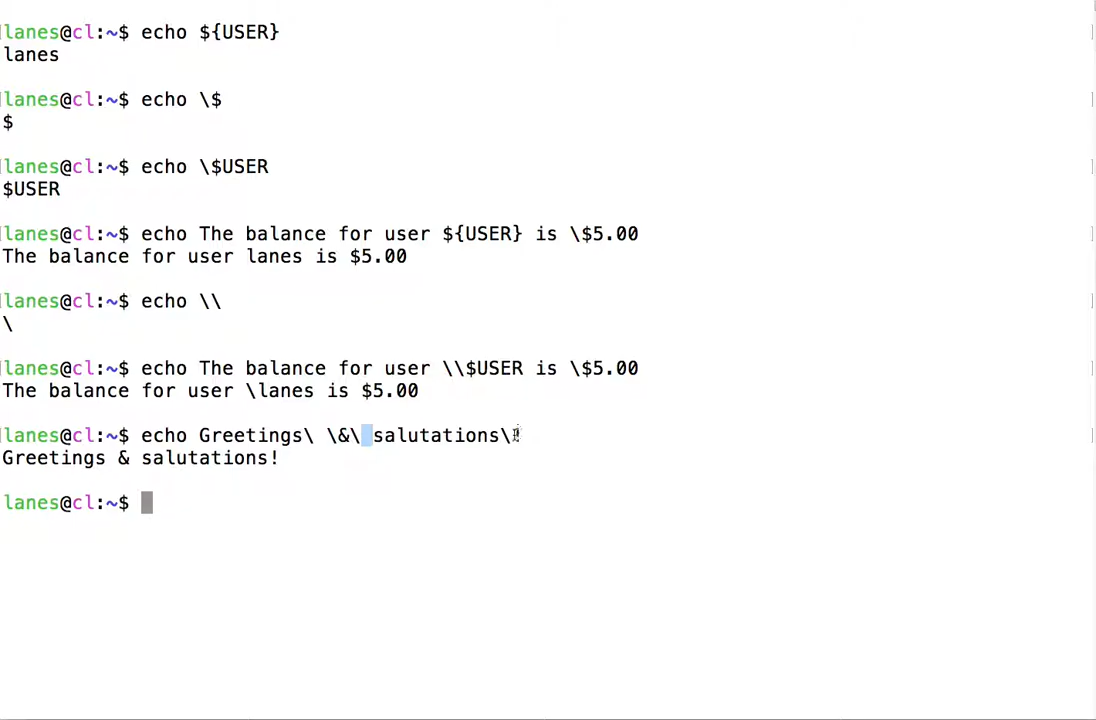 lanes@cl:~$ echo ${USER}
lanes
lanes@cl:~$ echo \$
$
lanes@cl:~$ echo \$USER
$USER
lanes@cl:~$ echo The balance for user ${USER} is \$5.00
The balance for user lanes is $5.00
lanes@cl:~$ echo \\
\
lanes@cl:~$ echo The balance for user \\$USER is \$5.00
The balance for user \lanes is $5.00
lanes@cl:~$ echo Greetings\ \&\ salutations\!
Greetings & salutations!
lanes@cl:~$